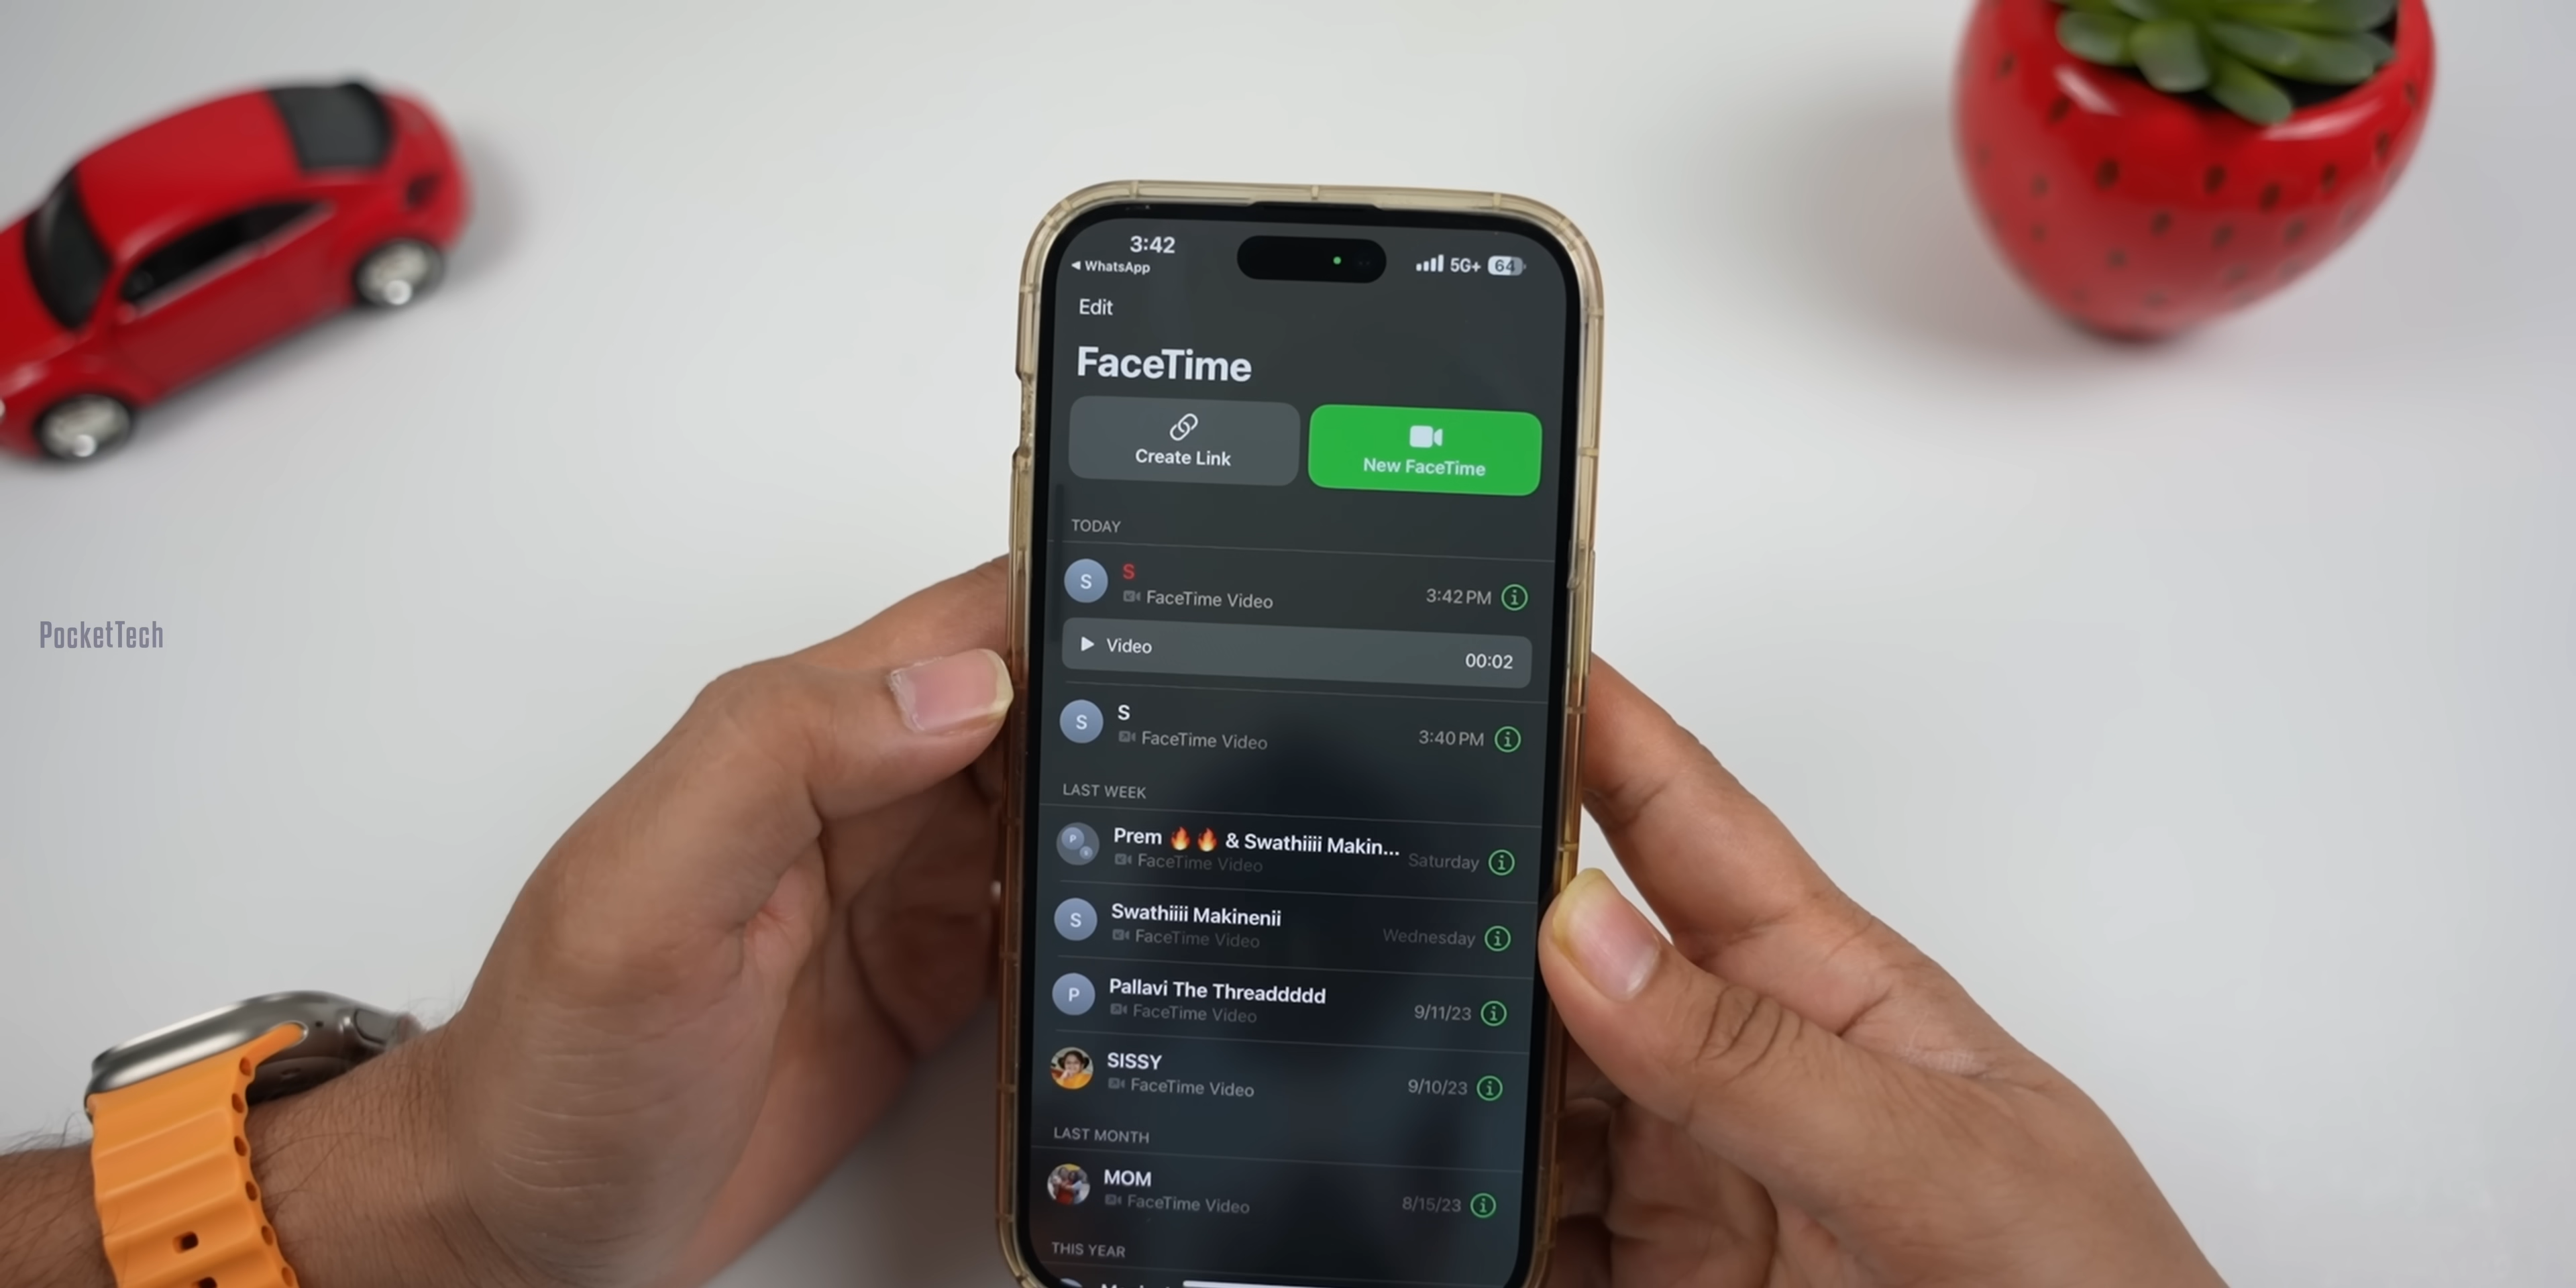 3:42
◀ WhatsApp
5G+ 64
Edit
FaceTime
Create Link
New FaceTime
TODAY
S
S
FaceTime Video
3:42 PM
Video
00:02
S
S
FaceTime Video
3:40 PM
LAST WEEK
P
Prem 🔥🔥 & Swathiiii Makin...
FaceTime Video
Saturday
S
Swathiiii Makinenii
FaceTime Video
Wednesday
P
Pallavi The Threaddddd
FaceTime Video
9/11/23
SISSY
FaceTime Video
9/10/23
LAST MONTH
MOM
FaceTime Video
8/15/23
THIS YEAR
PocketTech